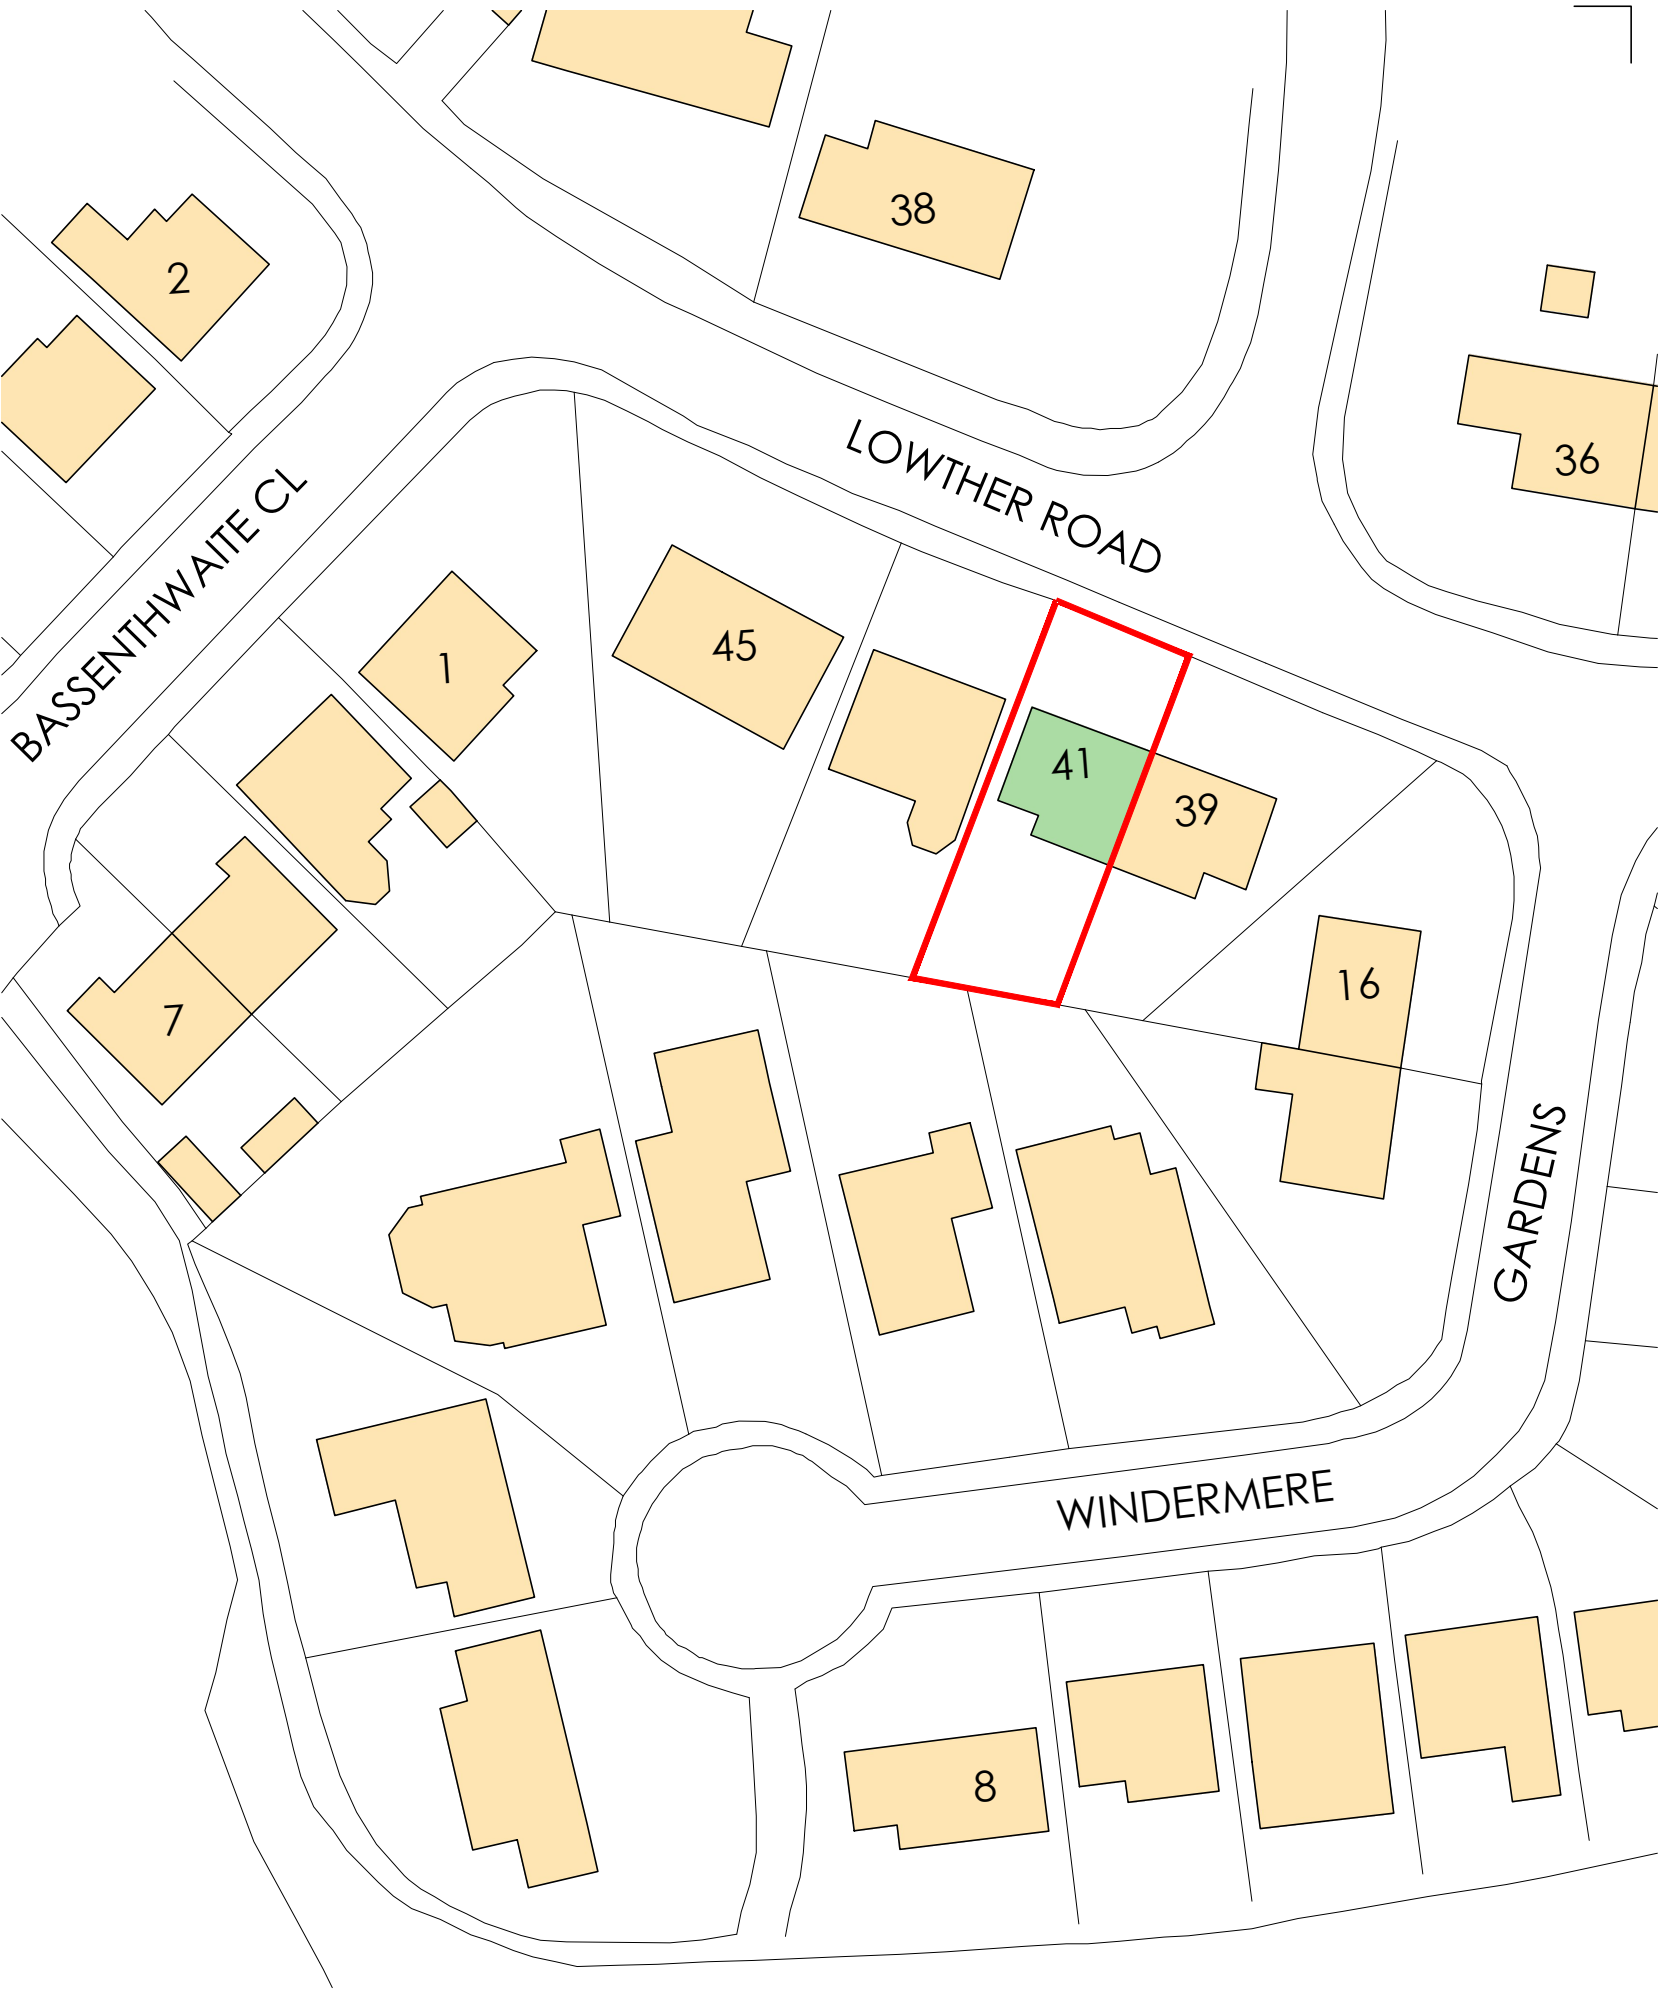 38
2
36
LOWTHER ROAD
BASSENTHWAITE CL
1
45
41
39
16
7
GARDENS
WINDERMERE
8